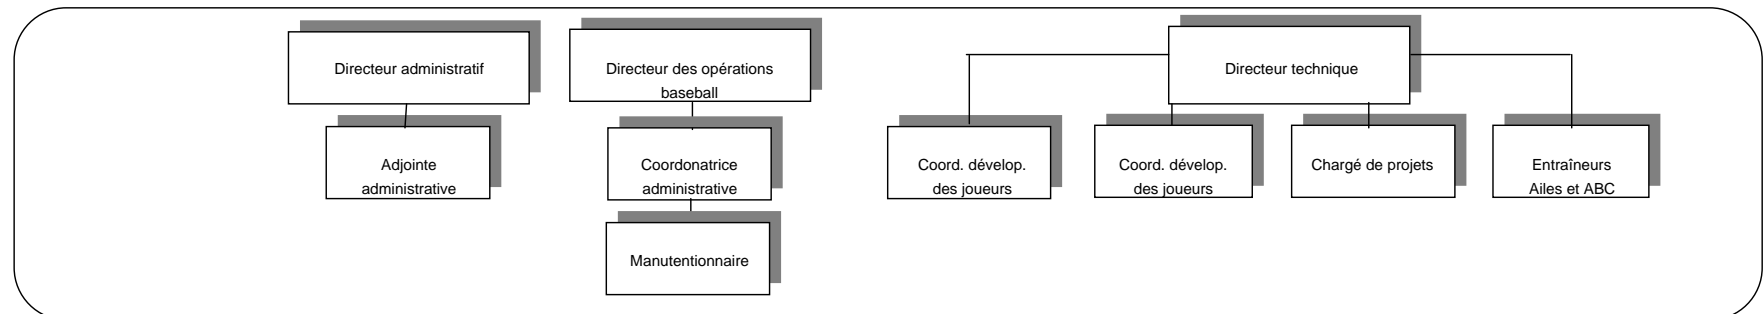 Directeur administratif
Directeur des opérations
baseball
Directeur technique
Adjointe
administrative
Coordonatrice
administrative
Coord. dévelop.
des joueurs
Coord. dévelop.
des joueurs
Chargé de projets
Entraîneurs
Ailes et ABC
Manutentionnaire